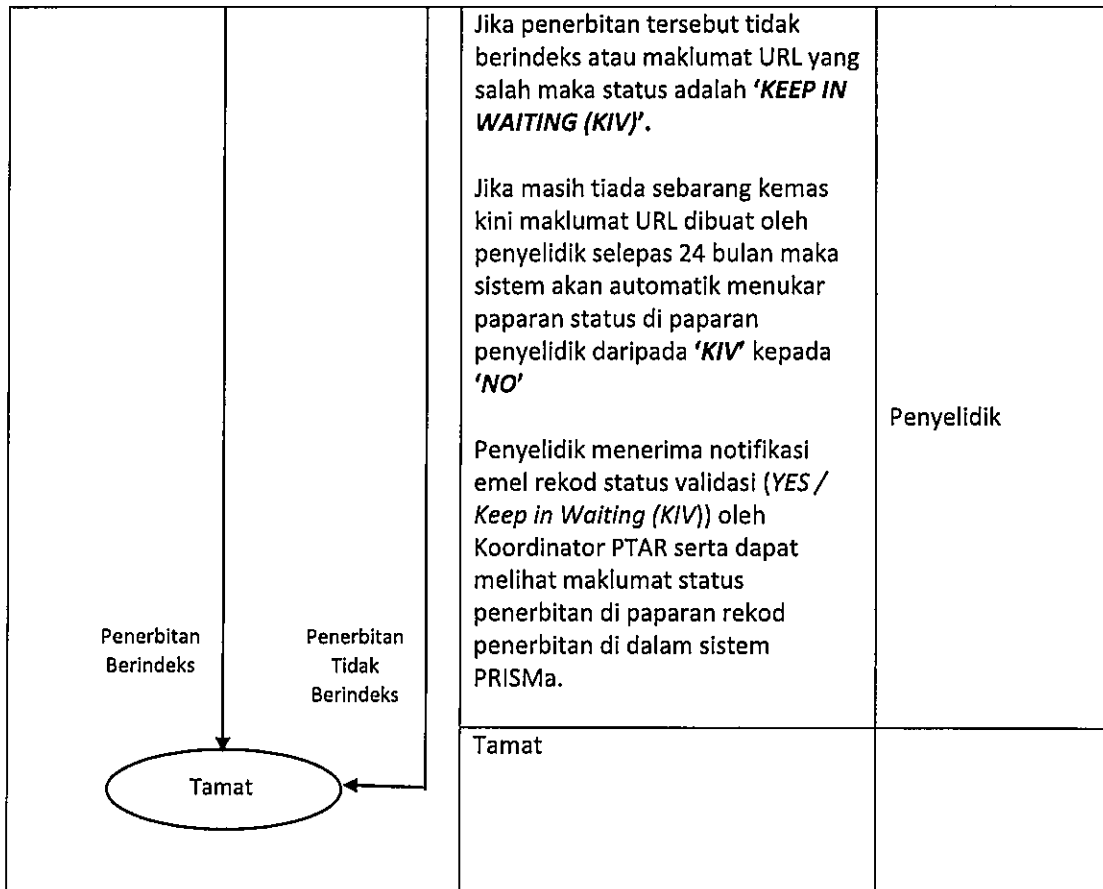 Jika penerbitan tersebut tidak
berindeks atau maklumat URL yang
salah maka status adalah ‘KEEP IN
WAITING (KIV)’.
Jika masih tiada sebarang kemas
kini maklumat URL dibuat oleh
penyelidik selepas 24 bulan maka
sistem akan automatik menukar
paparan status di paparan
penyelidik daripada ‘KIV’ kepada
‘NO’
Penyelidik menerima notifikasi
emel rekod status validasi (YES /
Keep in Waiting (KIV)) oleh
Koordinator PTAR serta dapat
melihat maklumat status
penerbitan di paparan rekod
penerbitan di dalam sistem
PRISMa.
Penyelidik
Penerbitan
Berindeks
Penerbitan
Tidak
Berindeks
Tamat
Tamat